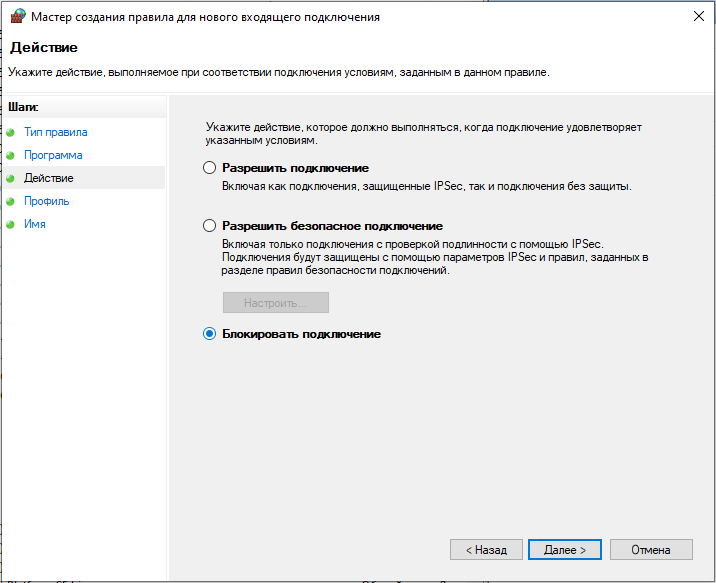 Мастер создания правила для нового входящего подключения
Действие
Укажите действие, выполняемое при соответствии подключения условиям, заданным в данном правиле.
Шаги:
Тип правила
Программа
Действие
Профиль
Имя
Укажите действие, которое должно выполняться, когда подключение удовлетворяет
указанным условиям.
Разрешить подключение
Включая как подключения, защищенные IPSec, так и подключения без защиты.
Разрешить безопасное подключение
Включая только подключения с проверкой подлинности с помощью IPSec.
Подключения будут защищены с помощью параметров IPSec и правил, заданных в
разделе правил безопасности подключений.
Настроить...
Блокировать подключение
< Назад
Далее >
Отмена